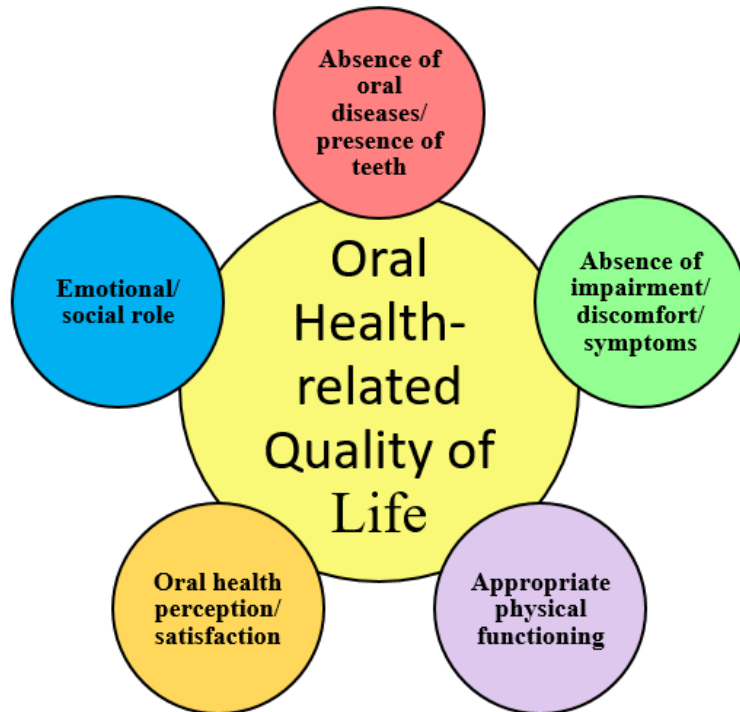 Absence of
oral
diseases/
presence of
teeth
Emotional/
social role
Oral
Health-
related
Quality of
Life
Absence of
impairment/
discomfort/
symptoms
Oral health
perception/
satisfaction
Appropriate
physical
functioning